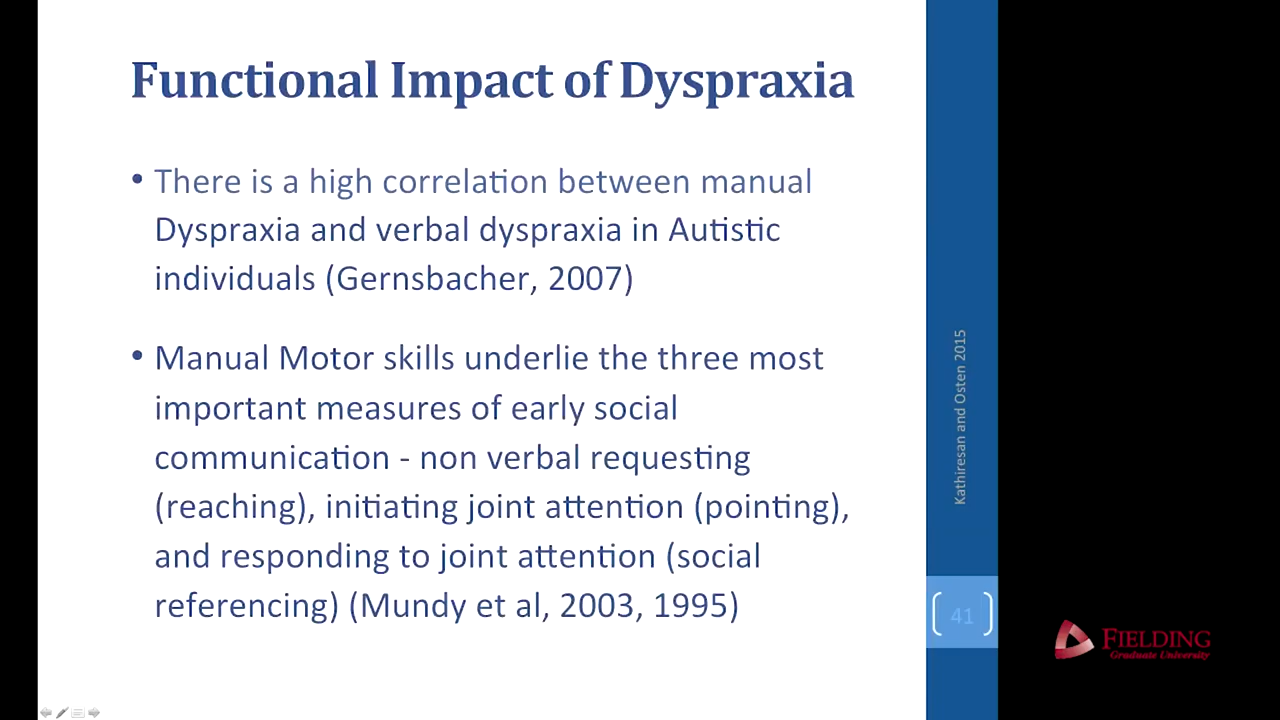 Functional Impact of Dyspraxia
• There is a high correlation between manual
Dyspraxia and verbal dyspraxia in Autistic
individuals (Gernsbacher, 2007)
• Manual Motor skills underlie the three most
important measures of early social
communication - non verbal requesting
(reaching), initiating joint attention (pointing),
and responding to joint attention (social
referencing) (Mundy et al, 2003, 1995)
Kathiresan and Osten 2015
41
FIELDING
Graduate University